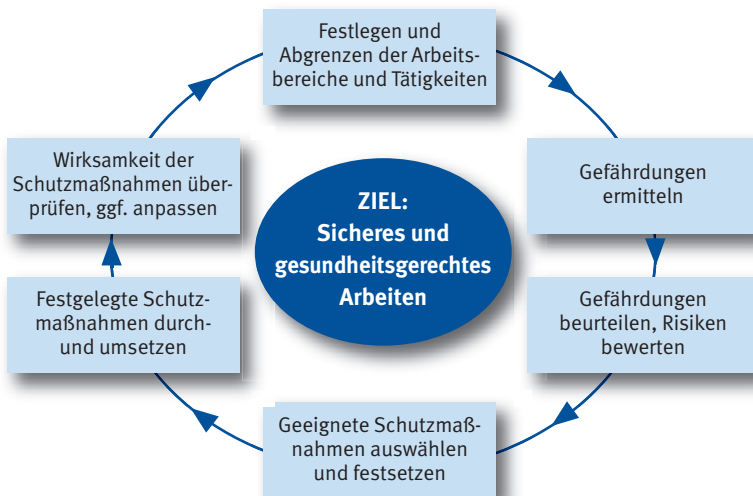 Festlegen und
Abgrenzen der Arbeits-
bereiche und Tätigkeiten
Gefährdungen
ermitteln
Gefährdungen
beurteilen, Risiken
bewerten
Geeignete Schutzmaß-
nahmen auswählen
und festsetzen
Festgelegte Schutz-
maßnahmen durch-
und umsetzen
Wirksamkeit der
Schutzmaßnahmen über-
prüfen, ggf. anpassen
ZIEL:
Sicheres und
gesundheitsgerechtes
Arbeiten